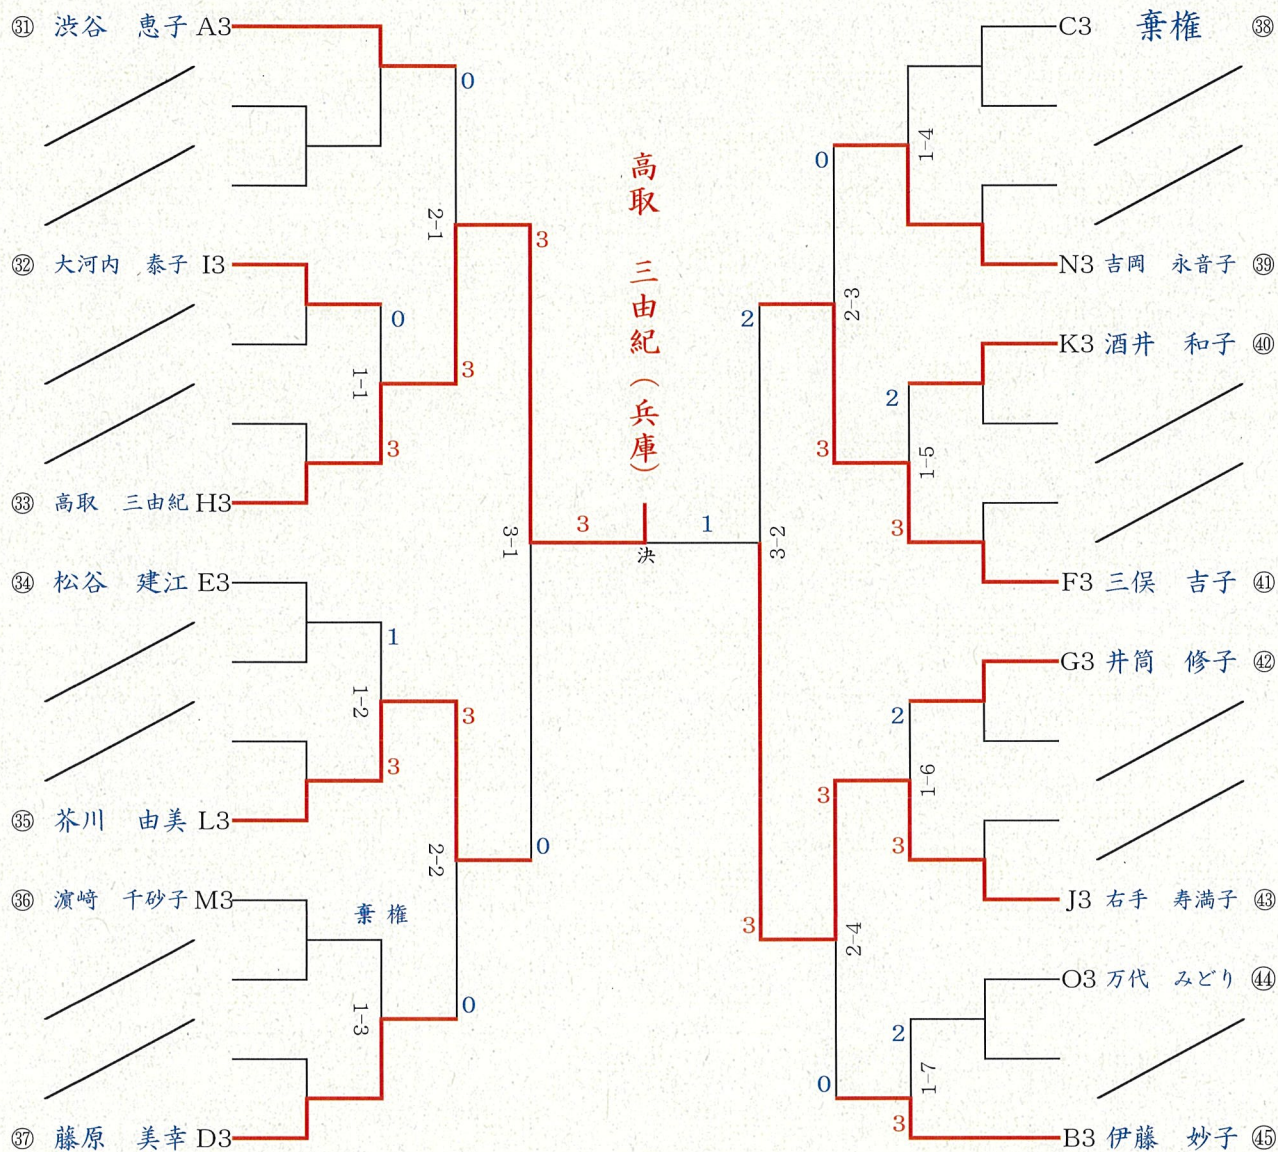 ㉛ 渋谷 恵子 A3
0
2-1
3
㉜ 大河内 泰子 I3
0
1-1
3
3
㉝ 高取 三由紀 H3
3-1
3
㉞ 松谷 建江 E3
1
1-2
3
3
㉟ 芥川 由美 L3
2-2
0
㊱ 濵﨑 千砂子 M3
棄権
1-3
0
㊲ 藤原 美幸 D3
高取 三由紀(兵庫)
決
1
C3 棄権 ㊳
0
1-4
N3 吉岡 永音子 ㊴
2
2-3
K3 酒井 和子 ㊵
2
3
1-5
3
3-2
F3 三俣 吉子 ㊶
G3 井筒 修子 ㊷
2
1-6
3
3
J3 右手 寿満子 ㊸
3
2-4
O3 万代 みどり ㊹
2
1-7
0
3
B3 伊藤 妙子 ㊺